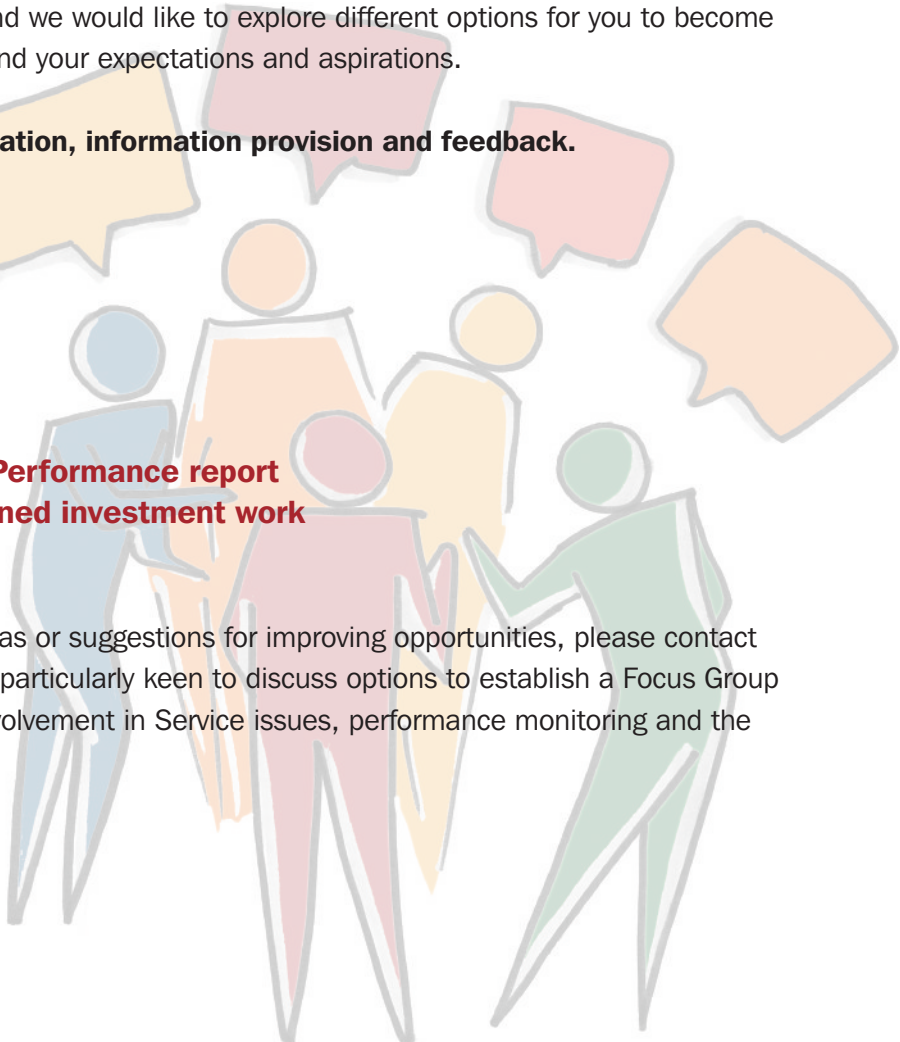 nd we would like to explore different options for you to become
nd your expectations and aspirations.
ation, information provision and feedback.
Performance report
ned investment work
as or suggestions for improving opportunities, please contact
particularly keen to discuss options to establish a Focus Group
volvement in Service issues, performance monitoring and the